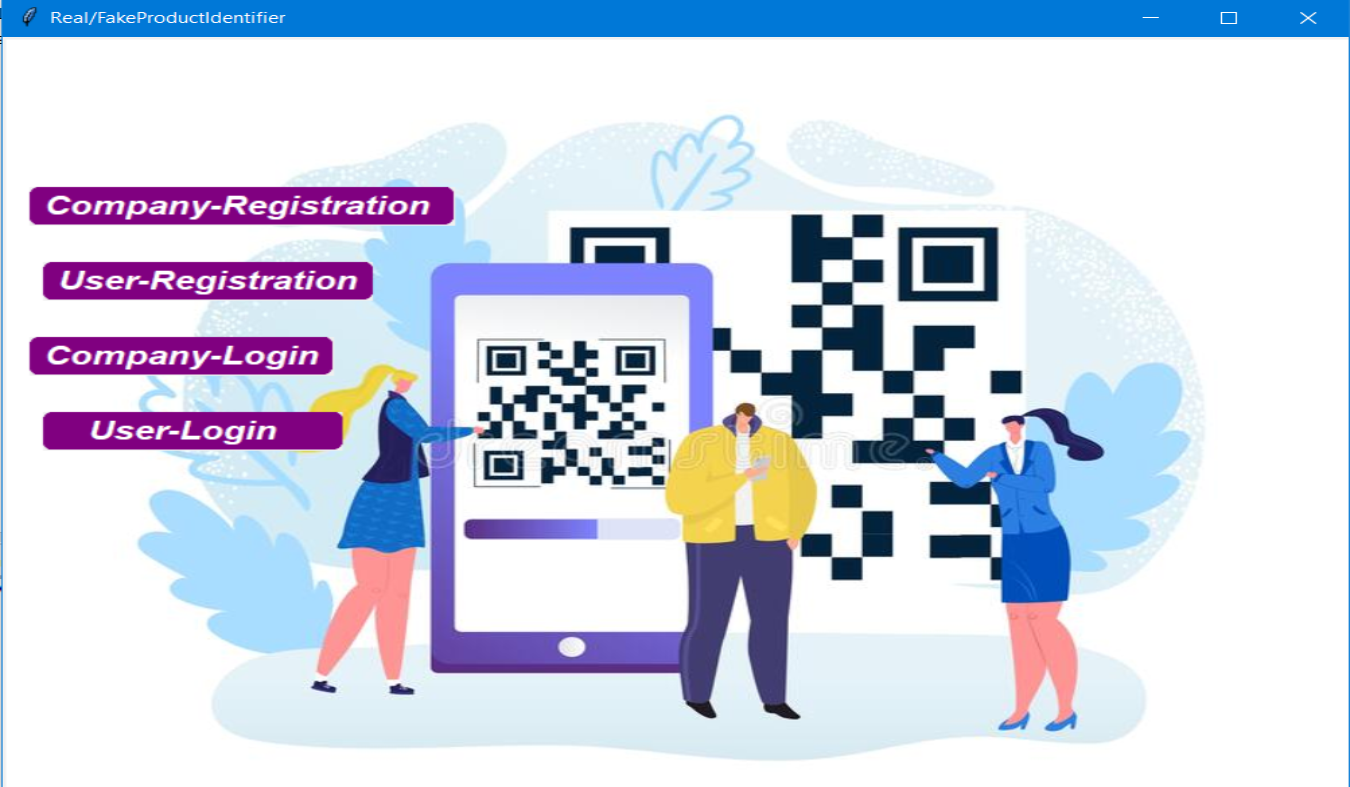 Real/FakeProductIdentifier
Company-Registration
User-Registration
Company-Login
User-Login